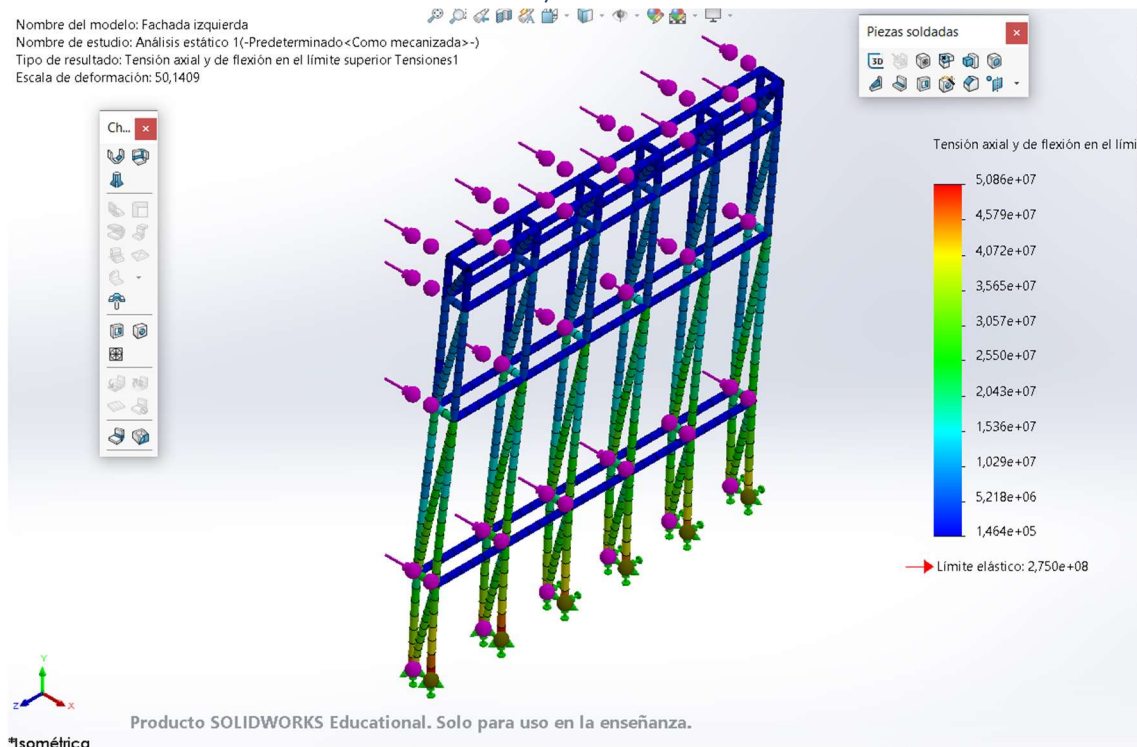 Nombre del modelo: Fachada izquierda
Nombre de estudio: Análisis estático 1(-Predeterminado<Como mecanizada>-)
Tipo de resultado: Tensión axial y de flexión en el límite superior Tensiones1
Escala de deformación: 50,1409
Piezas soldadas
3D
Ch...
Tensión axial y de flexión en el lími
5,086e+07
4,579e+07
4,072e+07
3,565e+07
3,057e+07
2,550e+07
2,043e+07
1,536e+07
1,029e+07
5,218e+06
1,464e+05
Límite elástico: 2,750e+08
Y
Z
X
Producto SOLIDWORKS Educational. Solo para uso en la enseñanza.
*Isométrica